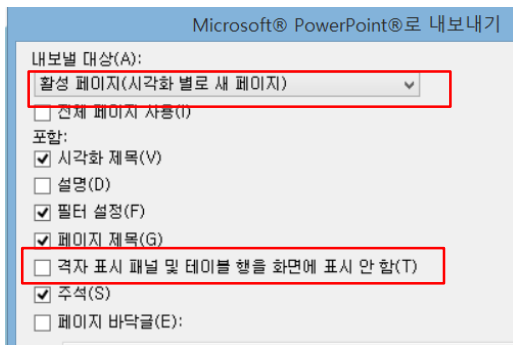 Microsoft® PowerPoint®로 내보내기
내보낼 대상(A):
활성 페이지(시각화 별로 새 페이지)
전체 페이지 사용(I)
포함:
시각화 제목(V)
설명(D)
필터 설정(F)
페이지 제목(G)
격자 표시 패널 및 테이블 행을 화면에 표시 안 함(T)
주석(S)
페이지 바닥글(E):